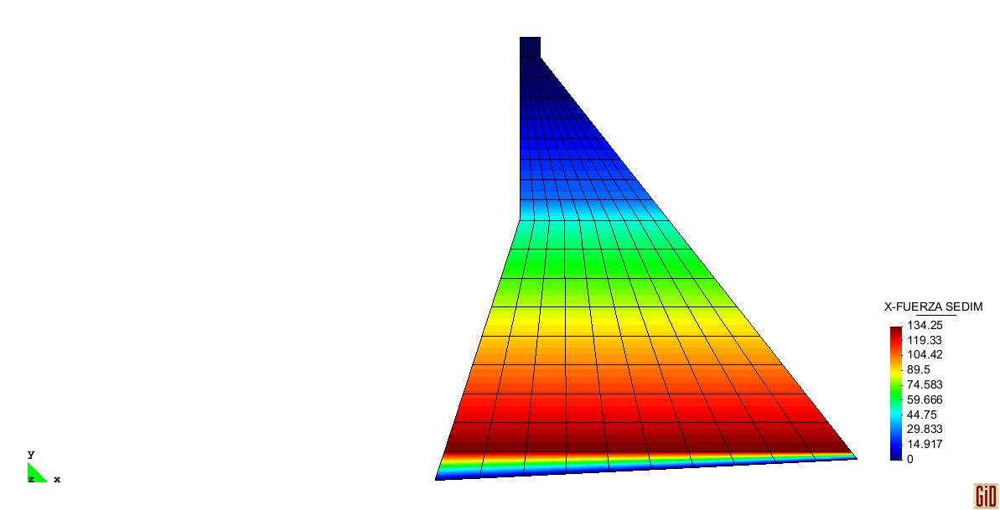 X-FUERZA SEDIM
134.25
119.33
104.42
89.5
74.583
59.666
44.75
29.833
14.917
0
y
z x
GiD